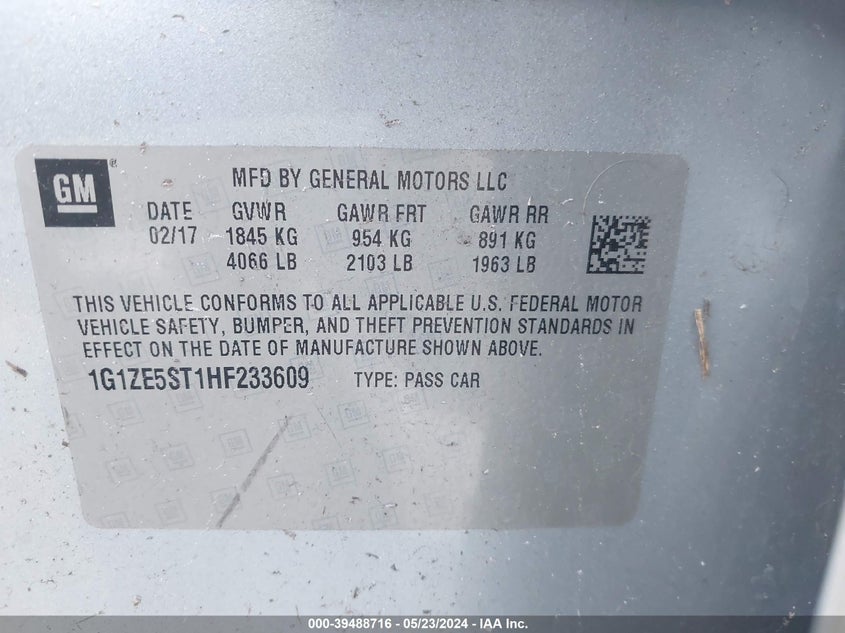 GM ®
MFD BY GENERAL MOTORS LLC
DATE GVWR GAWR FRT GAWR RR
02/17 1845 KG 954 KG 891 KG
4066 LB 2103 LB 1963 LB
THIS VEHICLE CONFORMS TO ALL APPLICABLE U.S. FEDERAL MOTOR
VEHICLE SAFETY, BUMPER, AND THEFT PREVENTION STANDARDS IN
EFFECT ON THE DATE OF MANUFACTURE SHOWN ABOVE.
1G1ZE5ST1HF233609 TYPE: PASS CAR
000-39488716 - 05/23/2024 - IAA Inc.